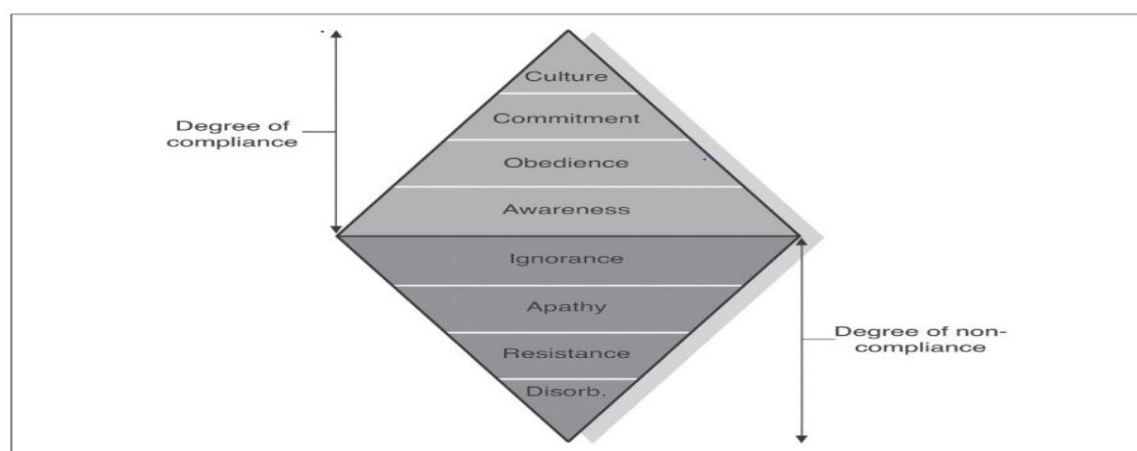 Culture
Commitment
Degree of
compliance
Obedience
Awareness
Ignorance
Apathy
Degree of non-
compliance
Resistance
Disorb.